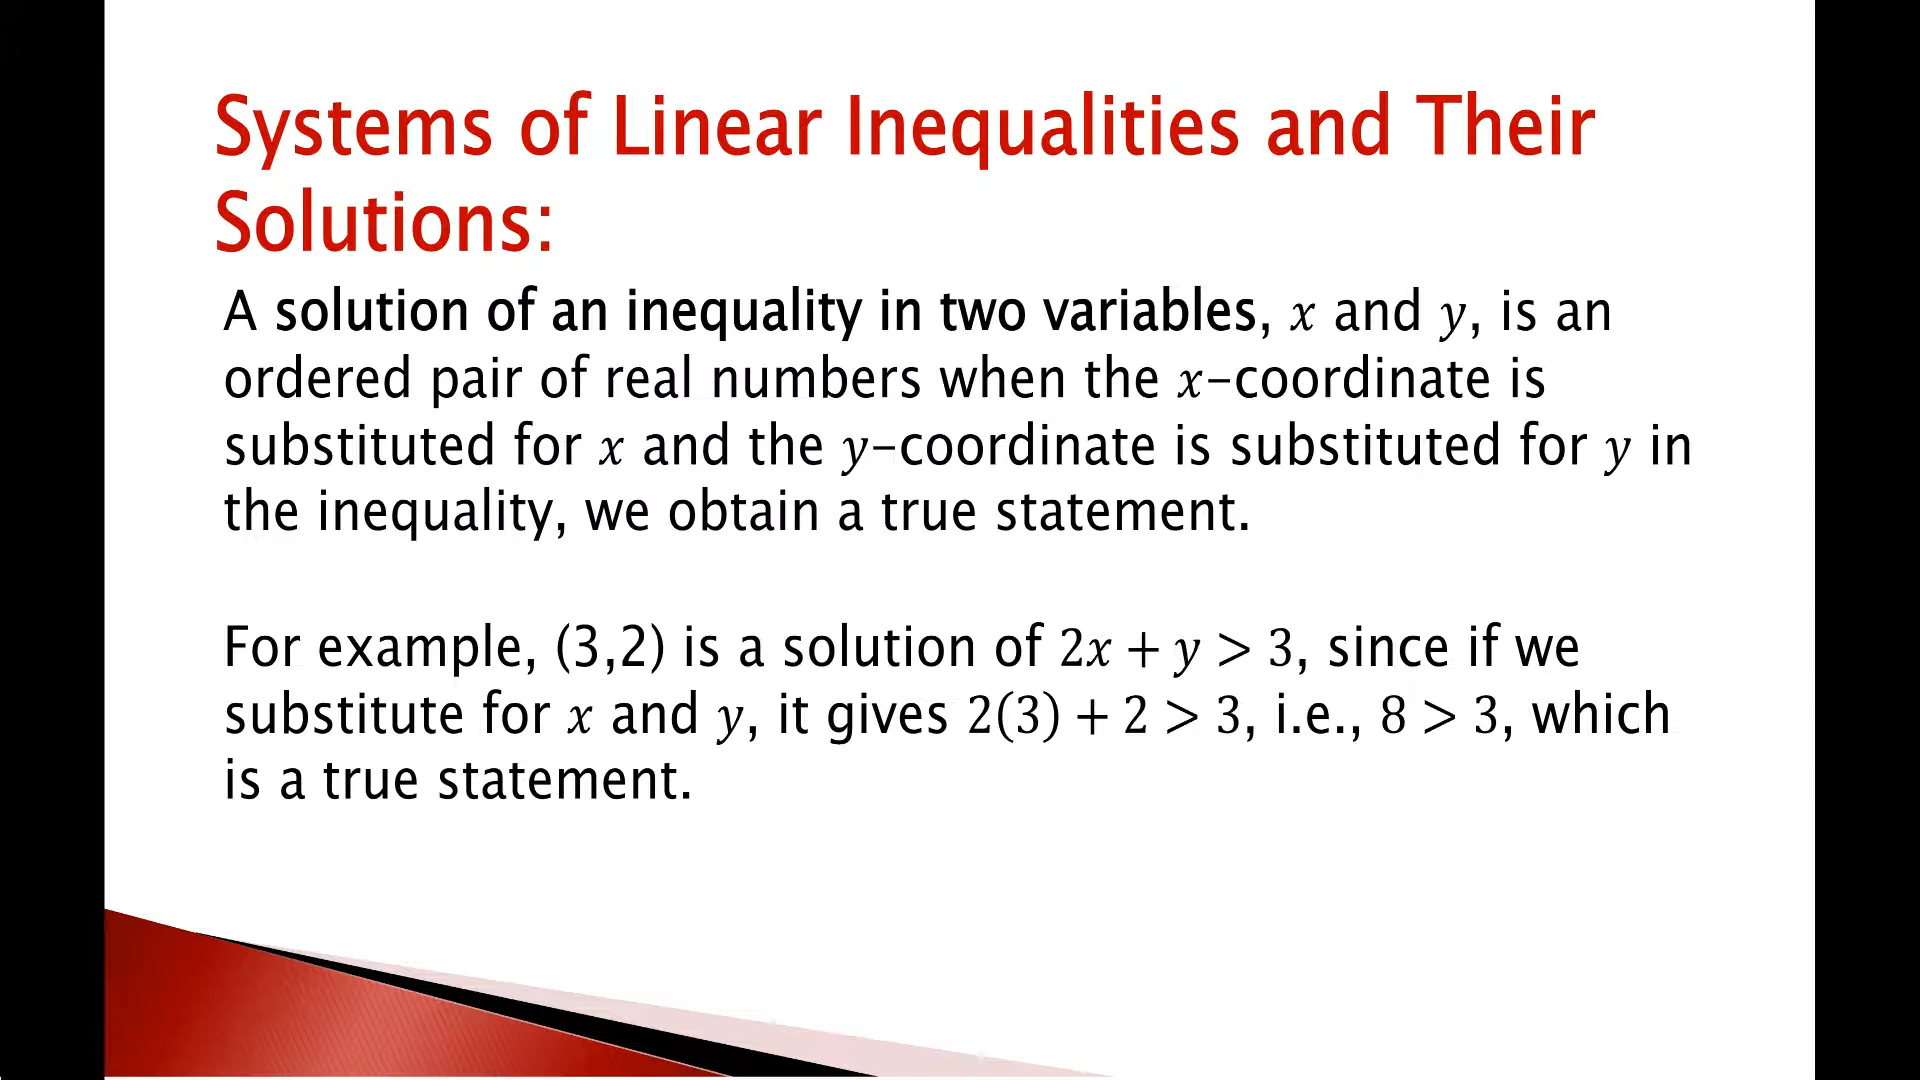 Systems of Linear Inequalities and Their
Solutions:
A solution of an inequality in two variables, x and y, is an
ordered pair of real numbers when the x-coordinate is
substituted for x and the y-coordinate is substituted for y in
the inequality, we obtain a true statement.
For example, (3,2) is a solution of 2x + y > 3, since if we
substitute for x and y, it gives 2(3) + 2 > 3, i.e., 8 > 3, which
is a true statement.